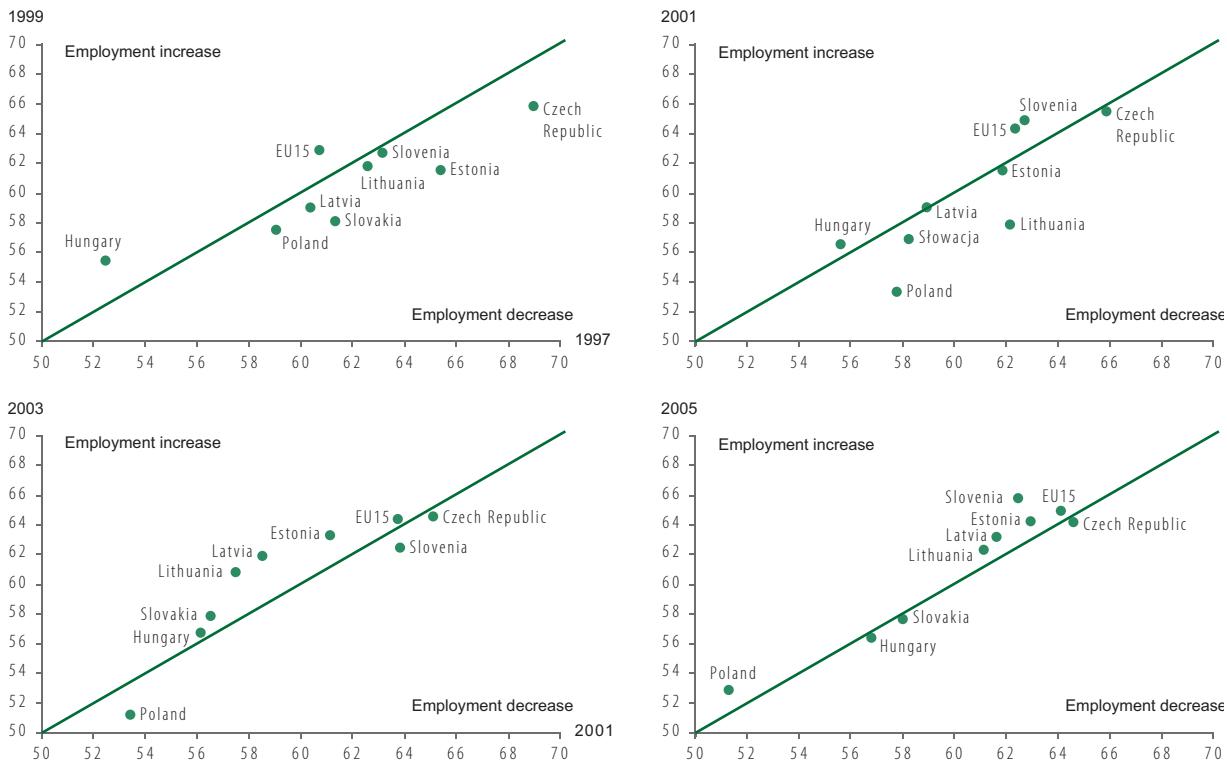 1999
70
Employment increase
68
66
Czech
Republic
64
EU15
Slovenia
62
Lithuania
Estonia
60
Latvia
58
Slovakia
Poland
Hungary
56
54
52
Employment decrease
50
1997
50 52 54 56 58 60 62 64 66 68 70
2001
70
Employment increase
68
66
Slovenia
Czech
Republic
64
EU15
62
Estonia
60
Latvia
58
Hungary
Lithuania
Słowacja
56
54
Poland
52
Employment decrease
50
50 52 54 56 58 60 62 64 66 68 70
2003
70
Employment increase
68
66
EU15
Czech Republic
64
Estonia
Slovenia
62
Latvia
Lithuania
60
58
Slovakia
Hungary
56
54
52
Poland
Employment decrease
50
2001
50 52 54 56 58 60 62 64 66 68 70
2005
70
Employment increase
68
66
Slovenia
EU15
64
Estonia
Czech Republic
Latvia
62
Lithuania
60
58
Slovakia
56
Hungary
54
Poland
52
Employment decrease
50
50 52 54 56 58 60 62 64 66 68 70